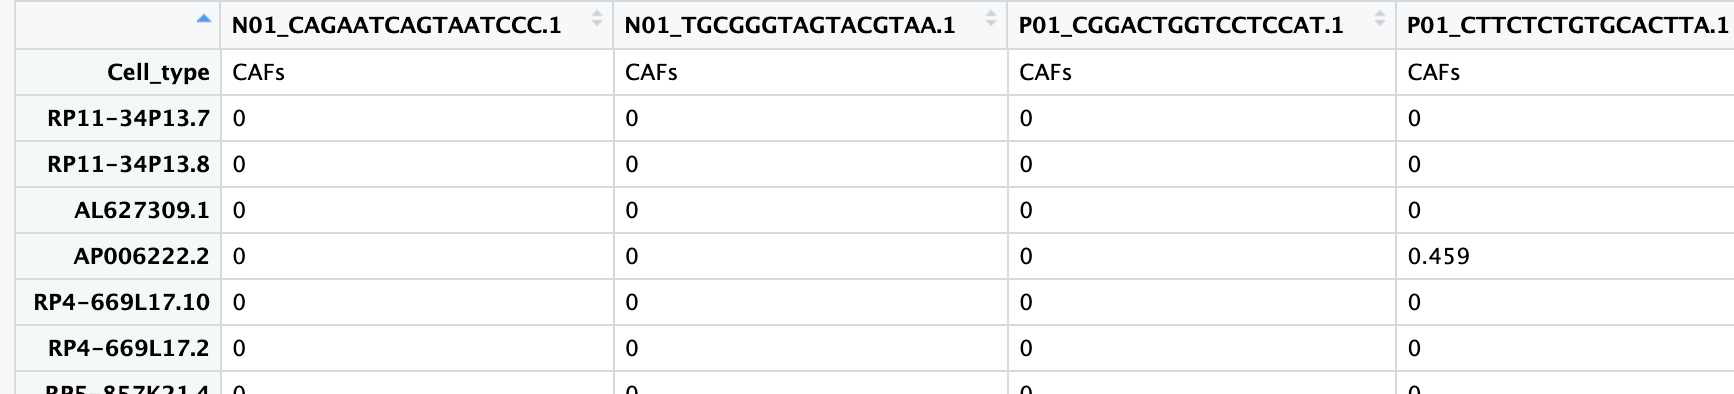 N01_CAGAATCAGTAATCCC.1 N01_TGCGGGTAGTACGTAA.1 P01_CGGACTGGTCCTCCAT.1 P01_CTTCTCTGTGCACTTA.1
Cell_type CAFs CAFs CAFs CAFs
RP11-34P13.7 0 0 0 0
RP11-34P13.8 0 0 0 0
AL627309.1 0 0 0 0
AP006222.2 0 0 0 0.459
RP4-669L17.10 0 0 0 0
RP4-669L17.2 0 0 0 0
RP5-857K21.4 0 0 0 0